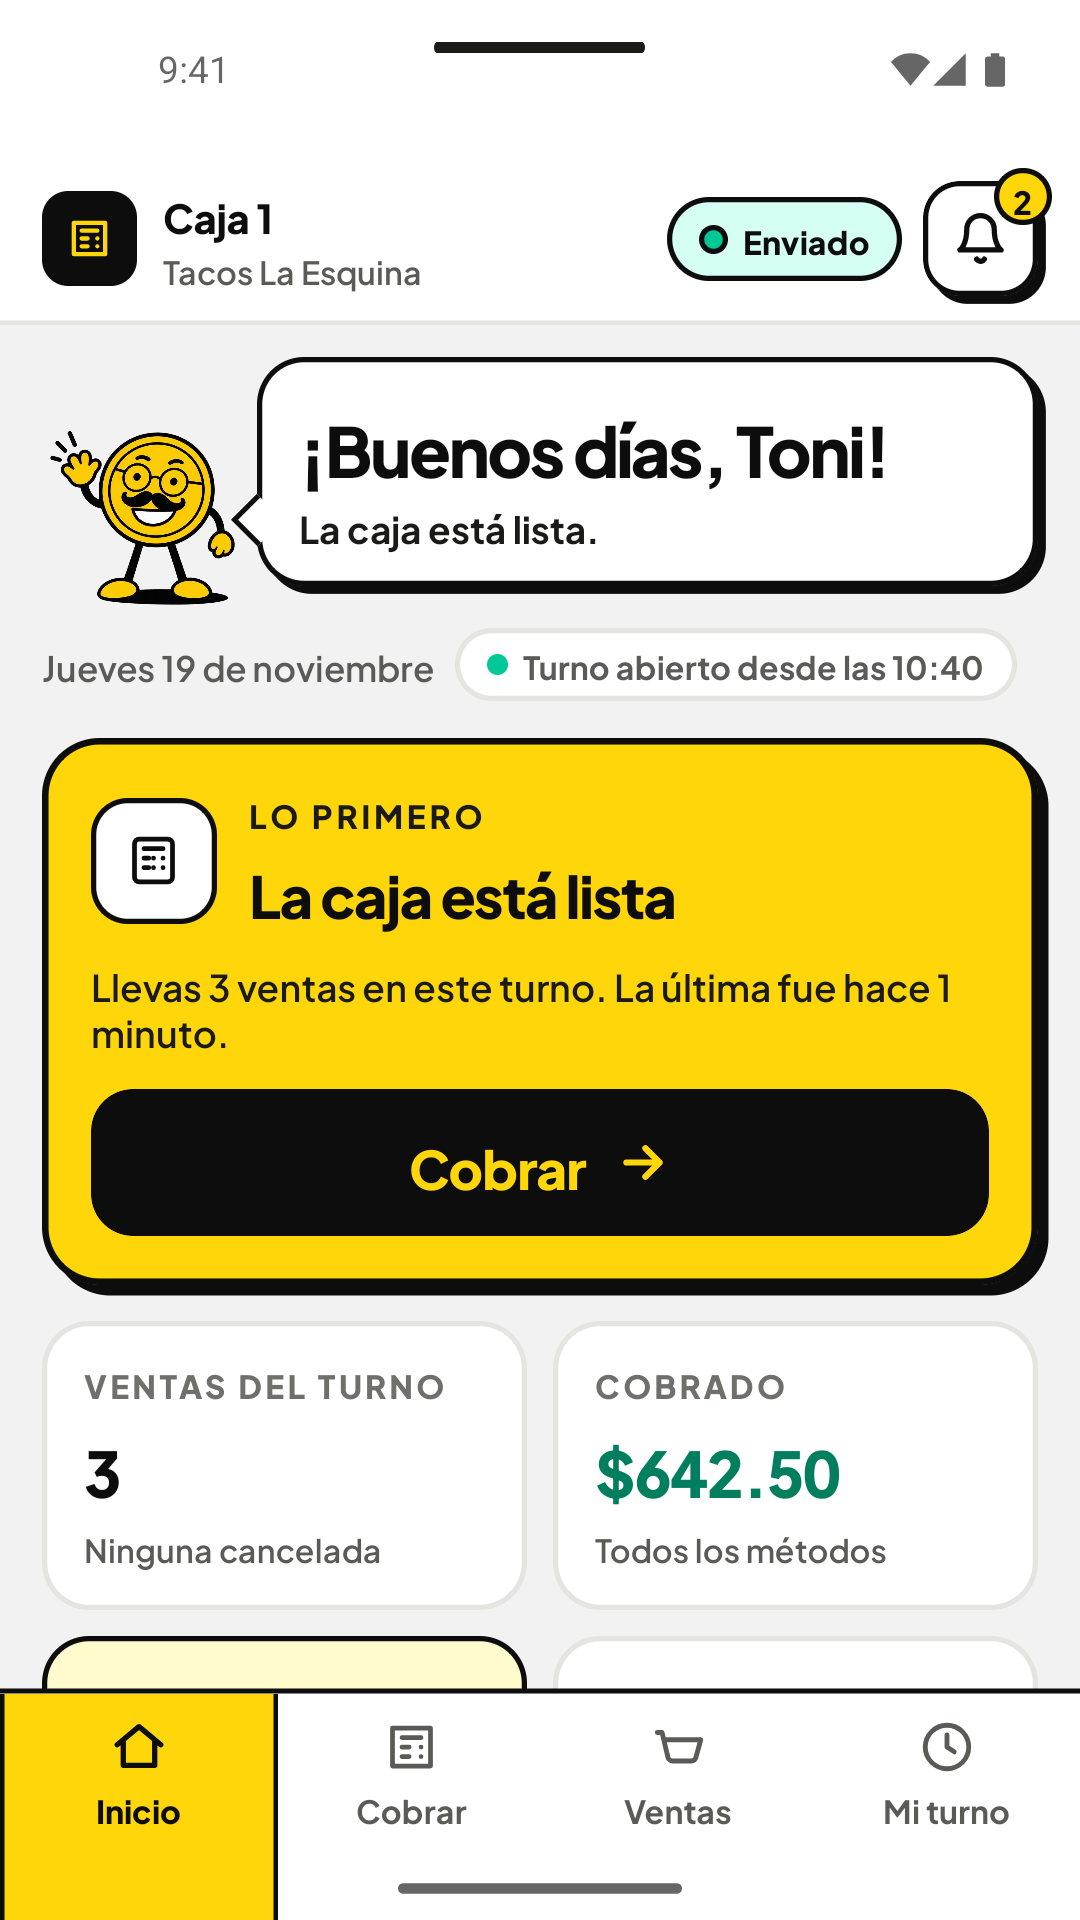 9:41
Caja 1
Tacos La Esquina
Enviado
2
¡Buenos días, Toni!
La caja está lista.
Jueves 19 de noviembre
Turno abierto desde las 10:40
LO PRIMERO
La caja está lista
Llevas 3 ventas en este turno. La última fue hace 1
minuto.
Cobrar
VENTAS DEL TURNO
3
Ninguna cancelada
COBRADO
$642.50
Todos los métodos
Inicio
Cobrar
Ventas
Mi turno